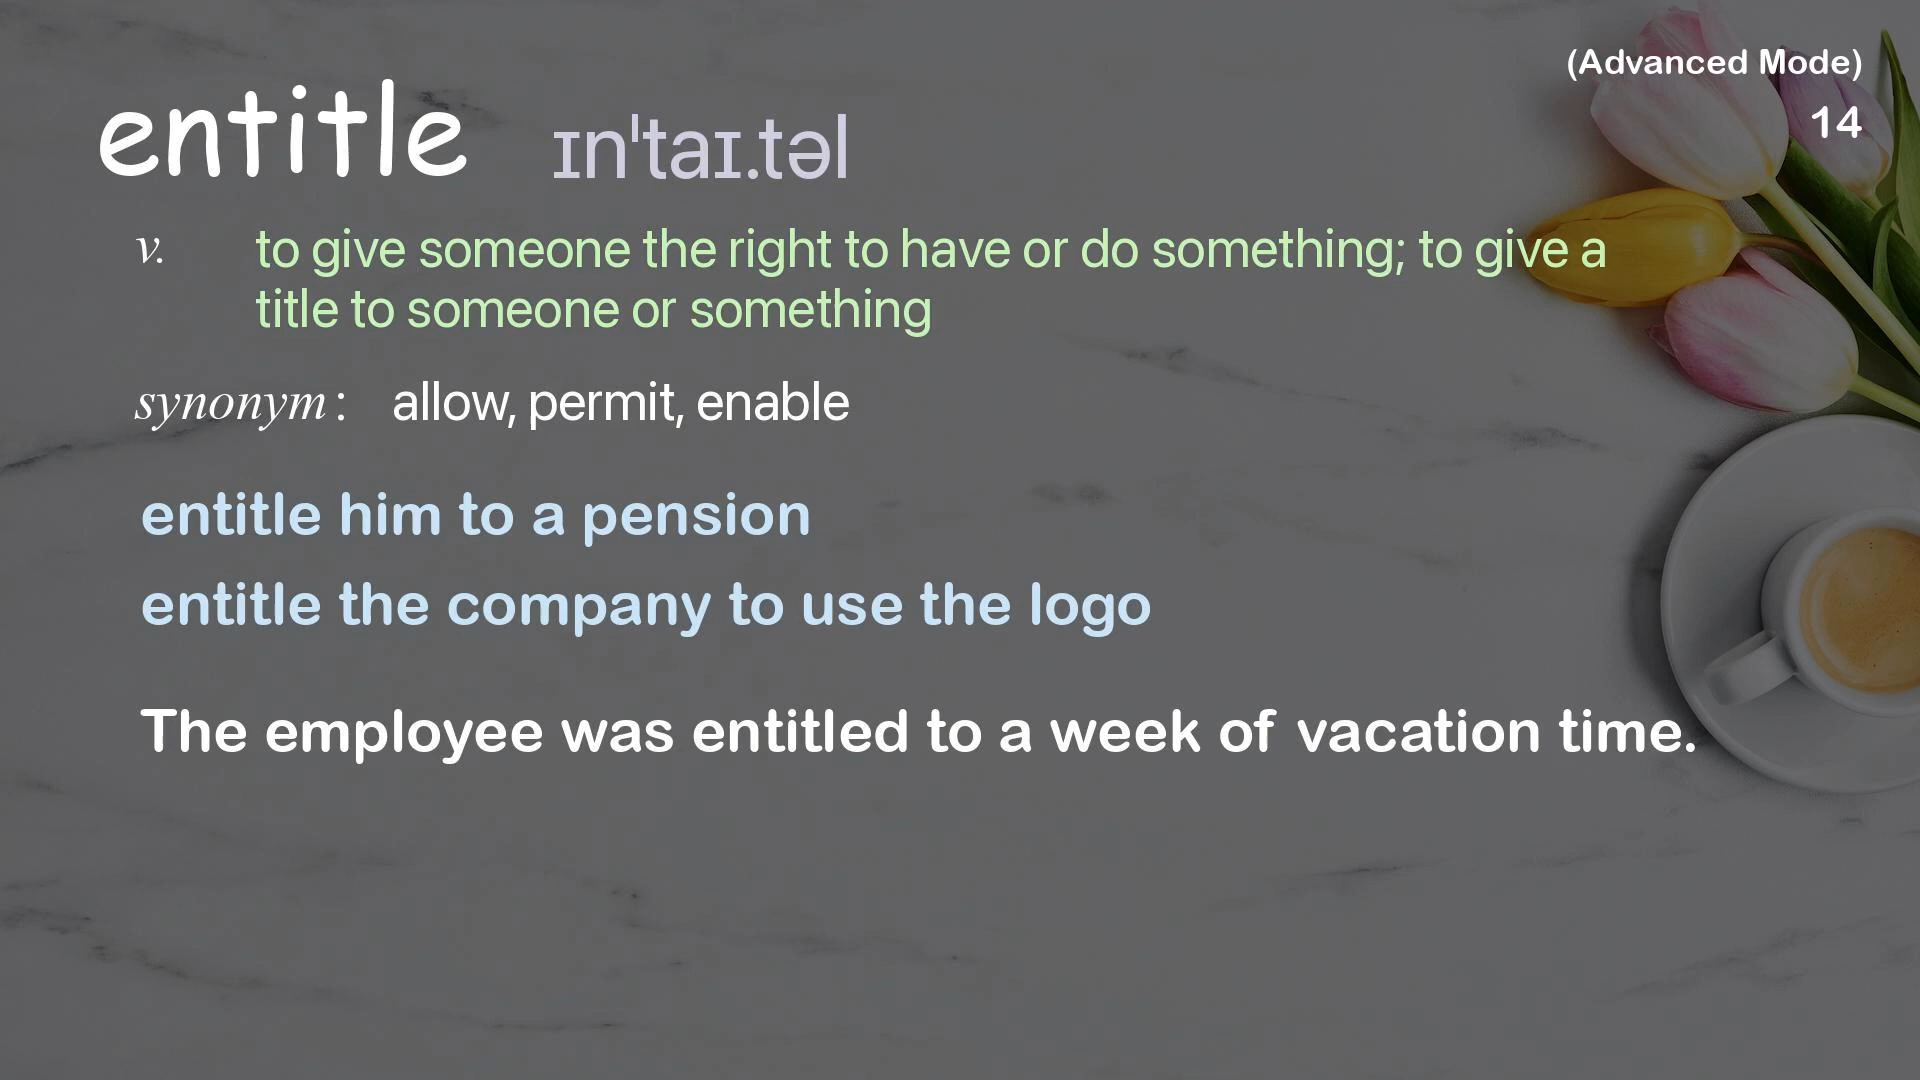 (Advanced Mode)
14
entitle ɪnˈtaɪ.təl
v. to give someone the right to have or do something; to give a
title to someone or something
synonym: allow, permit, enable
entitle him to a pension
entitle the company to use the logo
The employee was entitled to a week of vacation time.